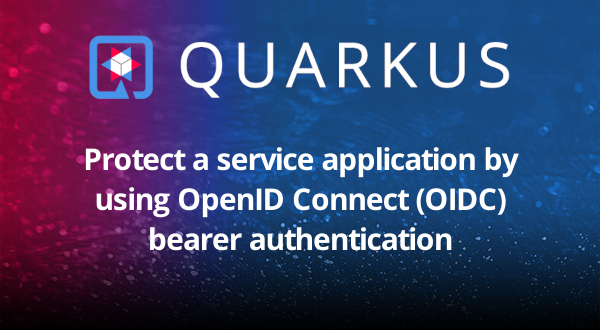 QUARKUS
Protect a service application by
using OpenID Connect (OIDC)
bearer authentication